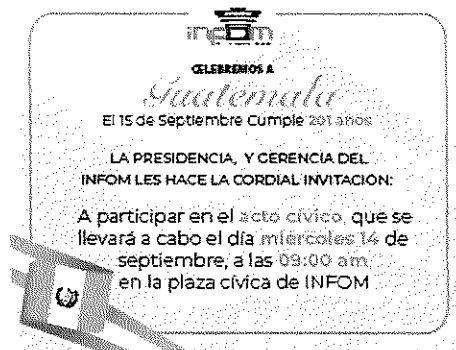 infom
CELEBREMOS A
Guatemala
El 15 de Septiembre Cumple 201 años
LA PRESIDENCIA, Y GERENCIA DEL
INFOM LES HACE LA CORDIAL INVITACIÓN:
A participar en el acto cívico, que se
llevará a cabo el día miércoles 14 de
septiembre, a las 09:00 am
en la plaza cívica de INFOM